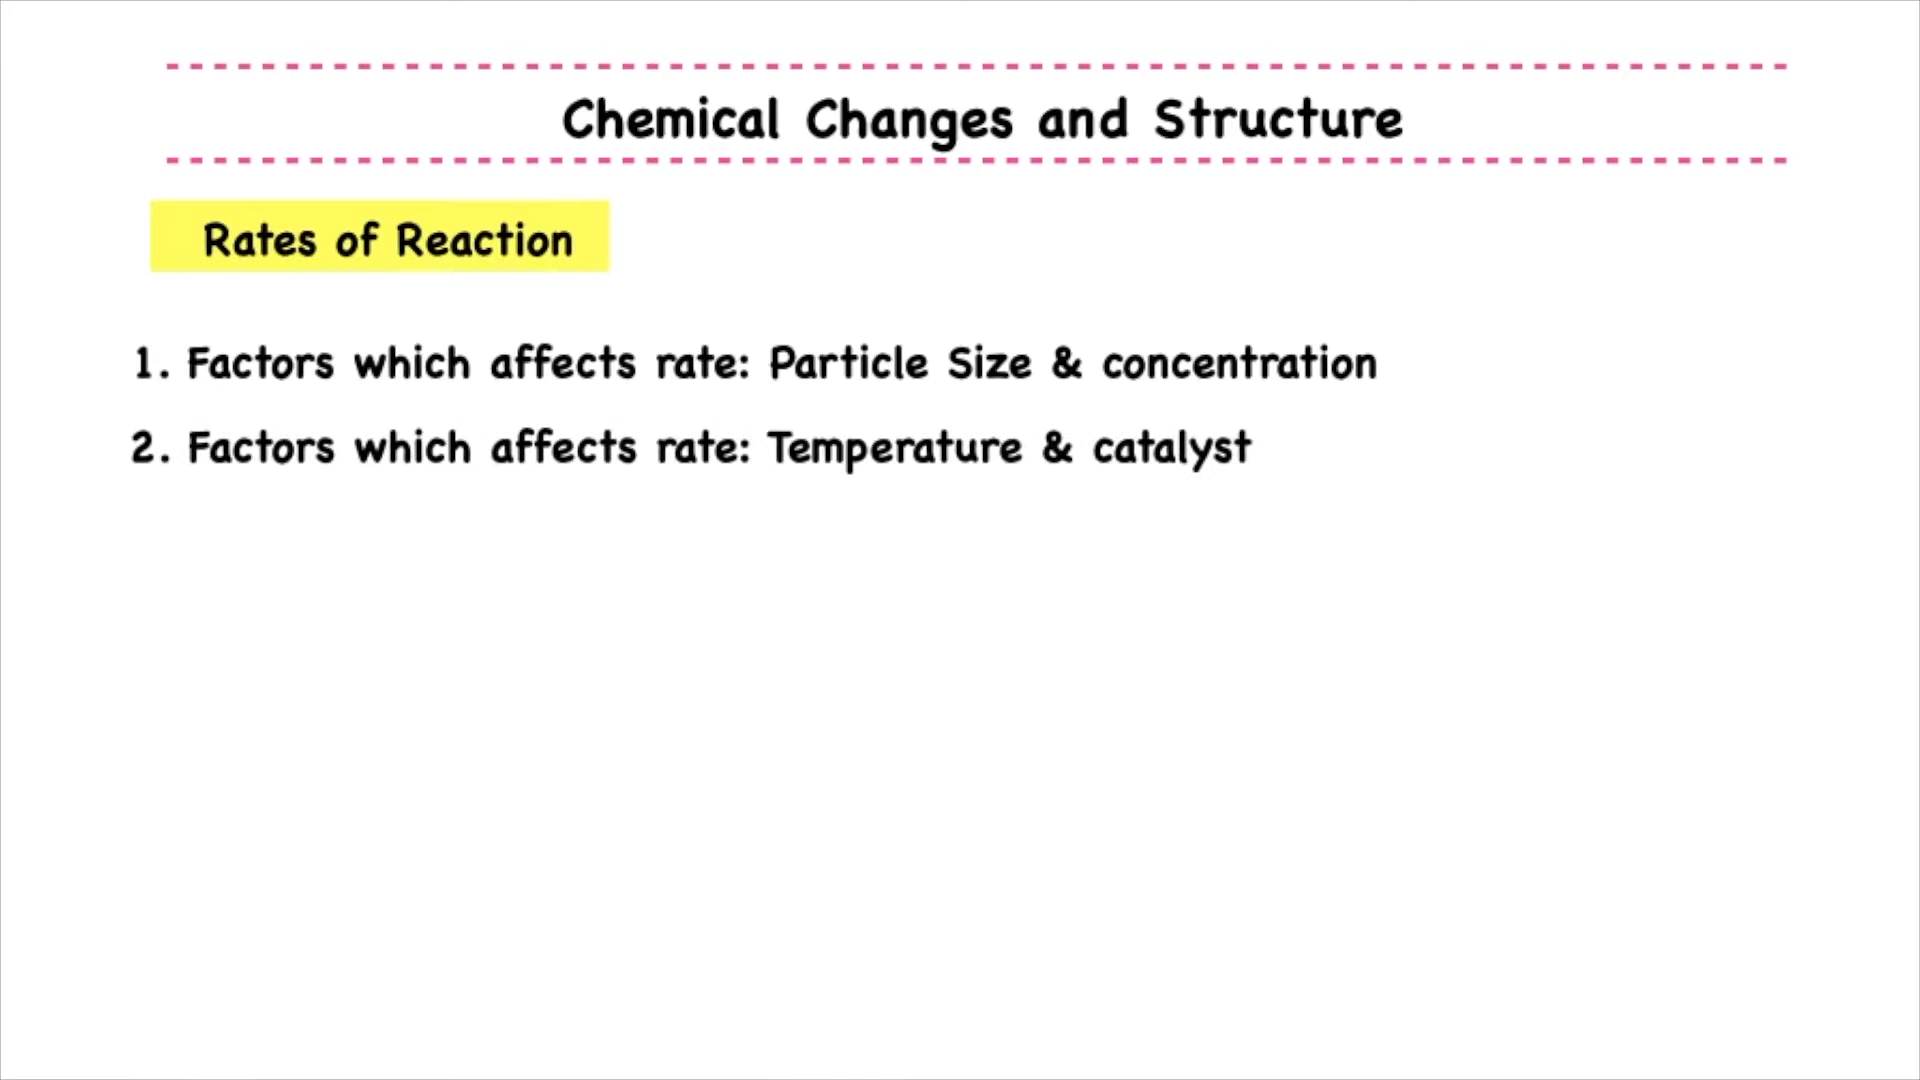 Chemical Changes and Structure
Rates of Reaction
1. Factors which affects rate: Particle Size & concentration
2. Factors which affects rate: Temperature & catalyst